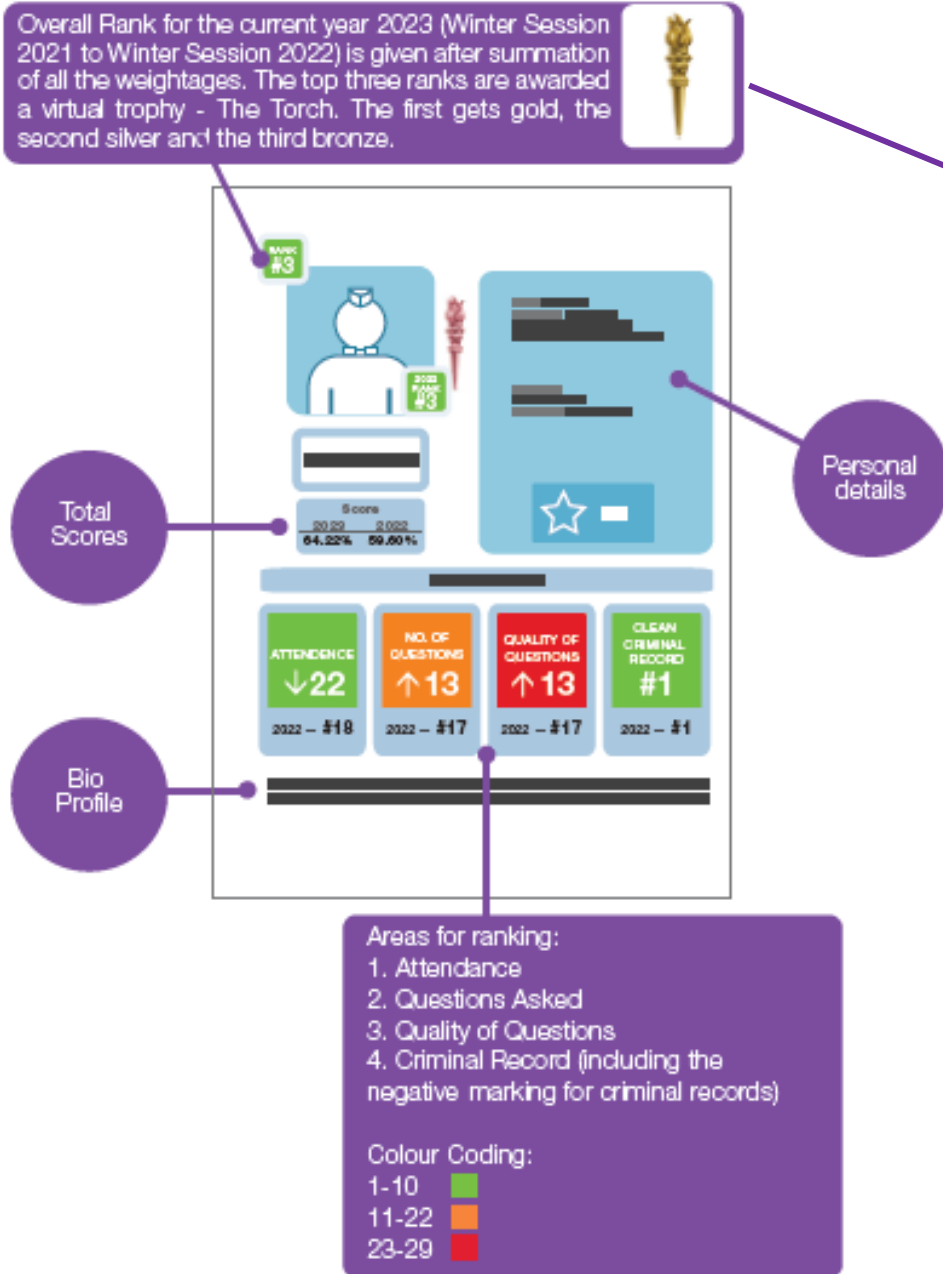 Overall Rank for the current year 2023 (Winter Session
2021 to Winter Session 2022) is given after summation
of all the weightages. The top three ranks are awarded
a virtual trophy - The Torch. The first gets gold, the
second silver and the third bronze.
RANK
#3
2022
RANK
#3
Personal
details
Total
Scores
Score
2023 2022
64.22% 59.60%
ATTENDENCE
↓22
2022 – #18
NO. OF
QUESTIONS
↑13
2022 – #17
QUALITY OF
QUESTIONS
↑13
2022 – #17
CLEAN
CRIMINAL
RECORD
#1
2022 – #1
Bio
Profile
Areas for ranking:
1. Attendance
2. Questions Asked
3. Quality of Questions
4. Criminal Record (including the
negative marking for criminal records)
Colour Coding:
1-10
11-22
23-29